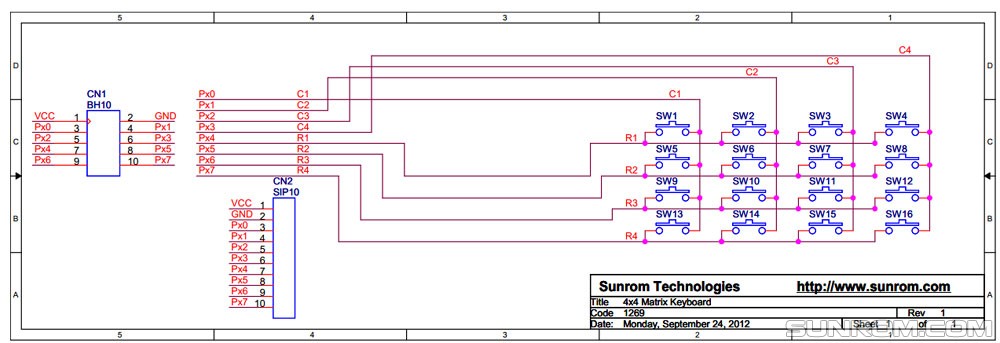 5 4 3 2 1
D
D
C4
C3
C2
CN1
BH10
VCC 1 2 GND
Px0 3 4 Px1
Px2 5 6 Px3
Px4 7 8 Px5
Px6 9 10 Px7
Px0 C1
Px1 C2
Px2 C3
Px3 C4
Px4 R1
Px5 R2
Px6 R3
Px7 R4
C1
SW1 SW2 SW3 SW4
R1
C
C
SW5 SW6 SW7 SW8
R2
SW9 SW10 SW11 SW12
R3
SW13 SW14 SW15 SW16
R4
CN2
SIP10
VCC 1
GND 2
Px0 3
Px1 4
Px2 5
Px3 6
Px4 7
Px5 8
Px6 9
Px7 10
B
B
A
A
Sunrom Technologies http://www.sunrom.com
Title 4x4 Matrix Keyboard
Code 1269 Rev 1
Date: Monday, September 24, 2012 Sheet 1 of
SUNROM.COM
5 4 3 2 1